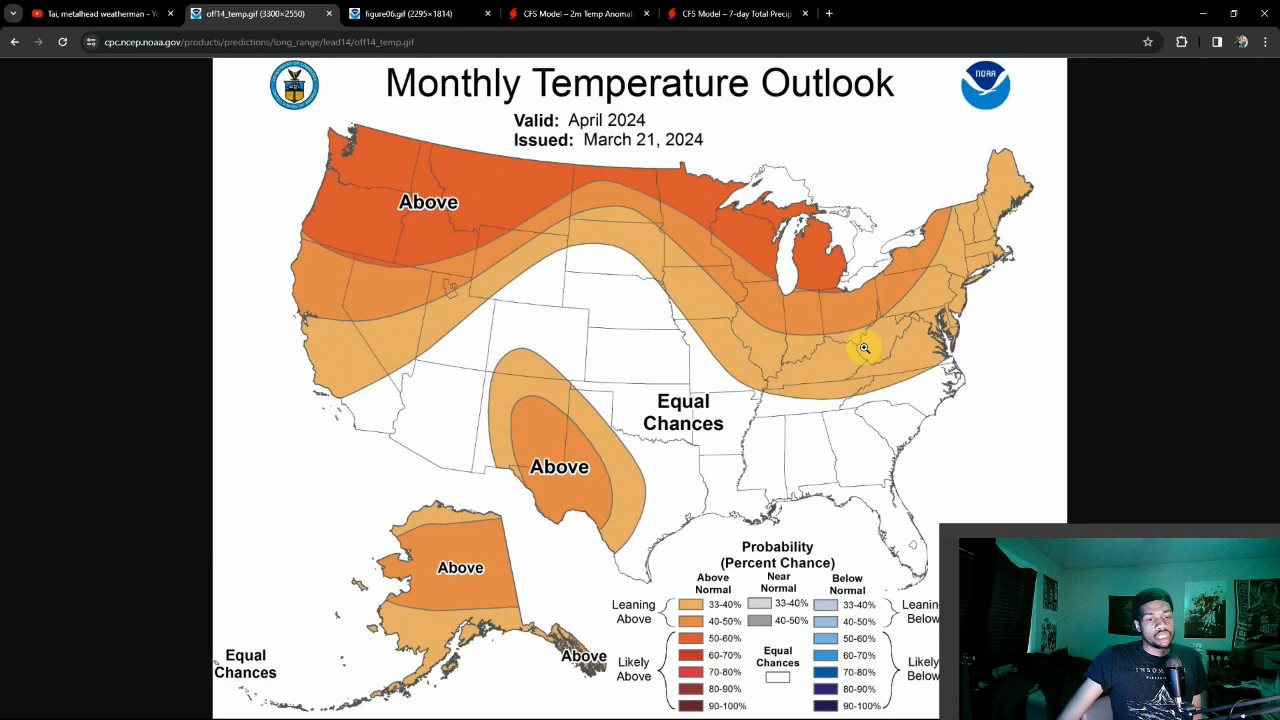 Tai, metalhead weatherman - Y
off14_temp.gif (3300×2550)
figure06.gif (2295×1814)
CFS Model – 2m Temp Anomal
CFS Model – 7-day Total Precip
cpc.ncep.noaa.gov/products/predictions/long_range/lead14/off14_temp.gif
Monthly Temperature Outlook
NOAA
Valid: April 2024
Issued: March 21, 2024
Above
Equal
Chances
Above
Above
Above
Equal
Chances
Probability
(Percent Chance)
Above
Normal
Near
Normal
Below
Normal
Leaning
Above
33-40% 33-40% 33-40%
40-50% 40-50% 40-50%
Leaning
Below
Likely
Above
50-60% 50-60%
60-70% 60-70%
70-80% 70-80%
80-90% 80-90%
90-100% 90-100%
Equal
Chances
Likely
Below